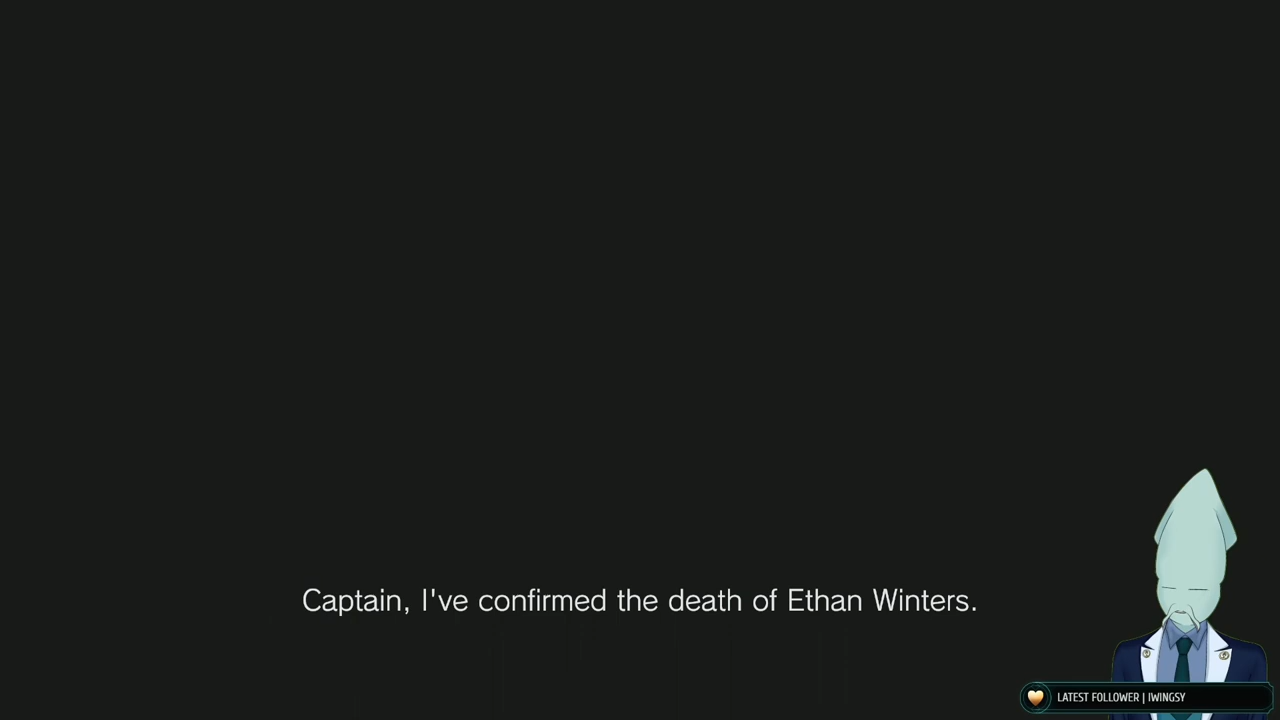 Captain, I've confirmed the death of Ethan Winters.
LATEST FOLLOWER | IWINGSY